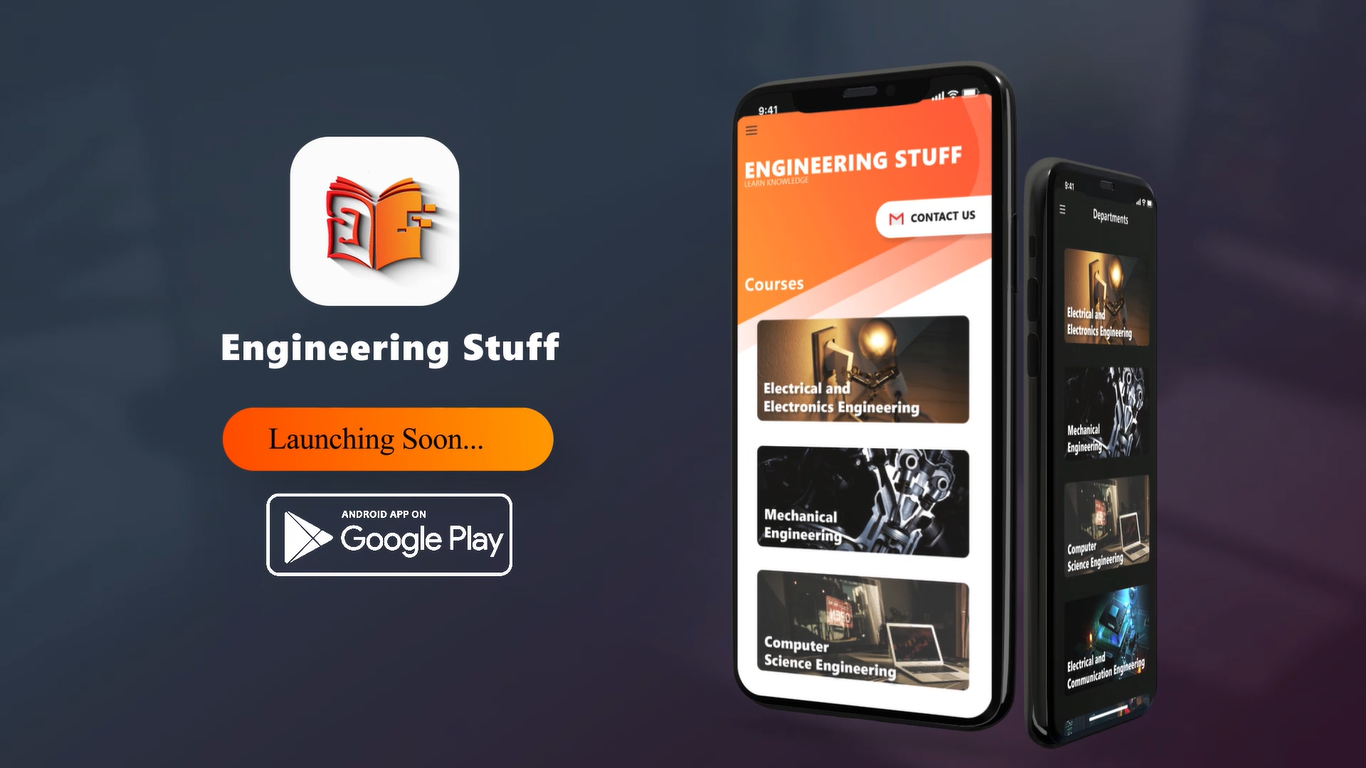 Engineering Stuff
Launching Soon...
ANDROID APP ON
Google Play
9:41
ENGINEERING STUFF
LEARN KNOWLEDGE
CONTACT US
Courses
Electrical and
Electronics Engineering
Mechanical
Engineering
Computer
Science Engineering
9:41
Departments
Electrical and
Electronics Engineering
Mechanical
Engineering
Computer
Science Engineering
Electrical and
Communication Engineering